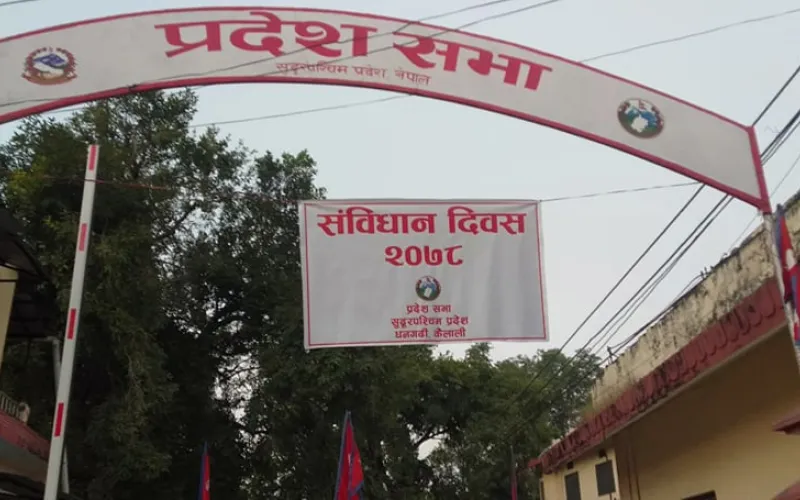 प्रदेश सभा
सुदूरपश्चिम प्रदेश, नेपाल
संविधान दिवस
२०७८
प्रदेश सभा
सुदूरपश्चिम प्रदेश
धनगढी, कैलाली